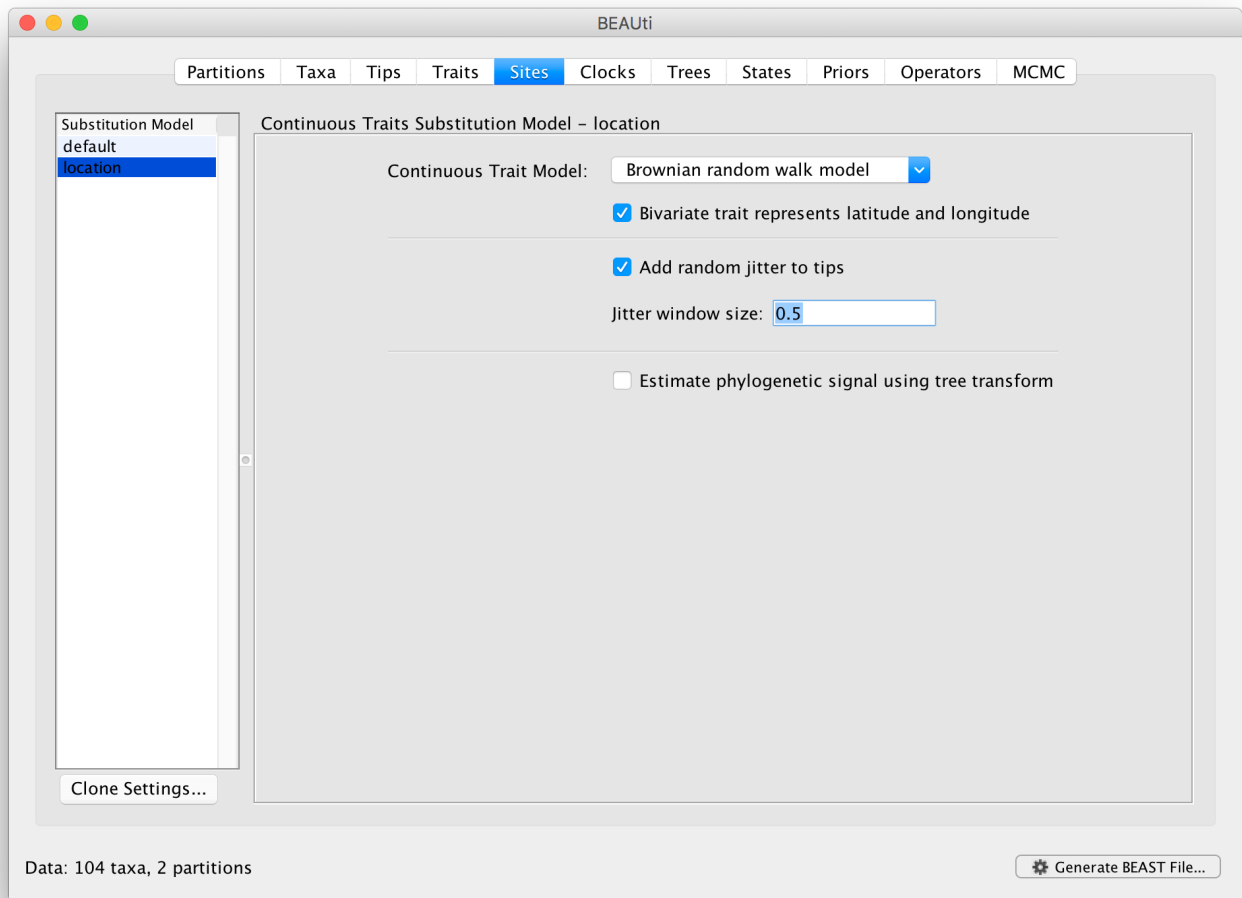 BEAUti
Partitions Taxa Tips Traits Sites Clocks Trees States Priors Operators MCMC
Substitution Model
default
location
Clone Settings...
Continuous Traits Substitution Model – location
Continuous Trait Model: Brownian random walk model
Bivariate trait represents latitude and longitude
Add random jitter to tips
Jitter window size: 0.5
Estimate phylogenetic signal using tree transform
Data: 104 taxa, 2 partitions
Generate BEAST File...